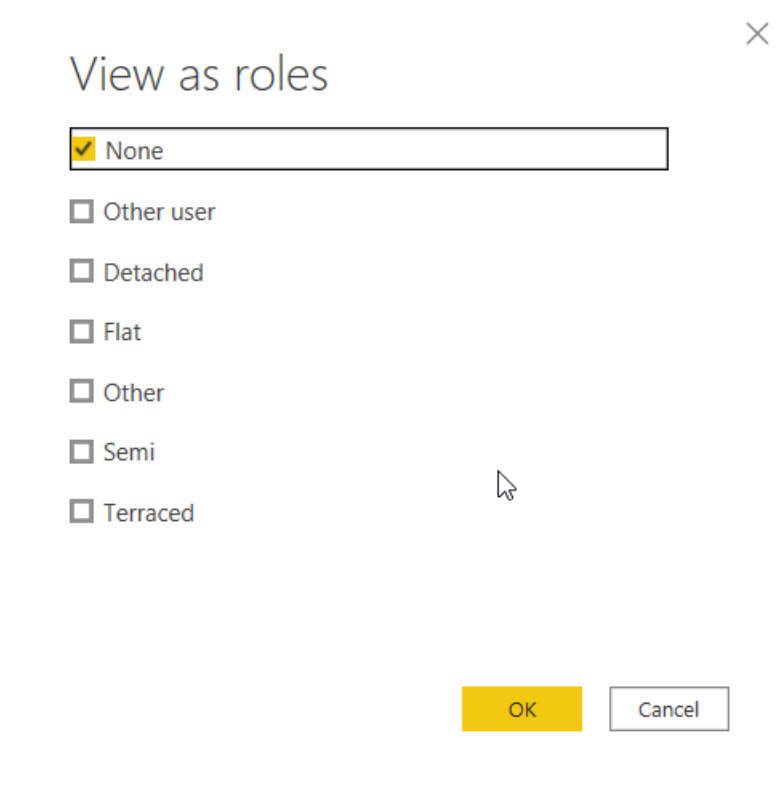 View as roles
None
Other user
Detached
Flat
Other
Semi
Terraced
OK
Cancel